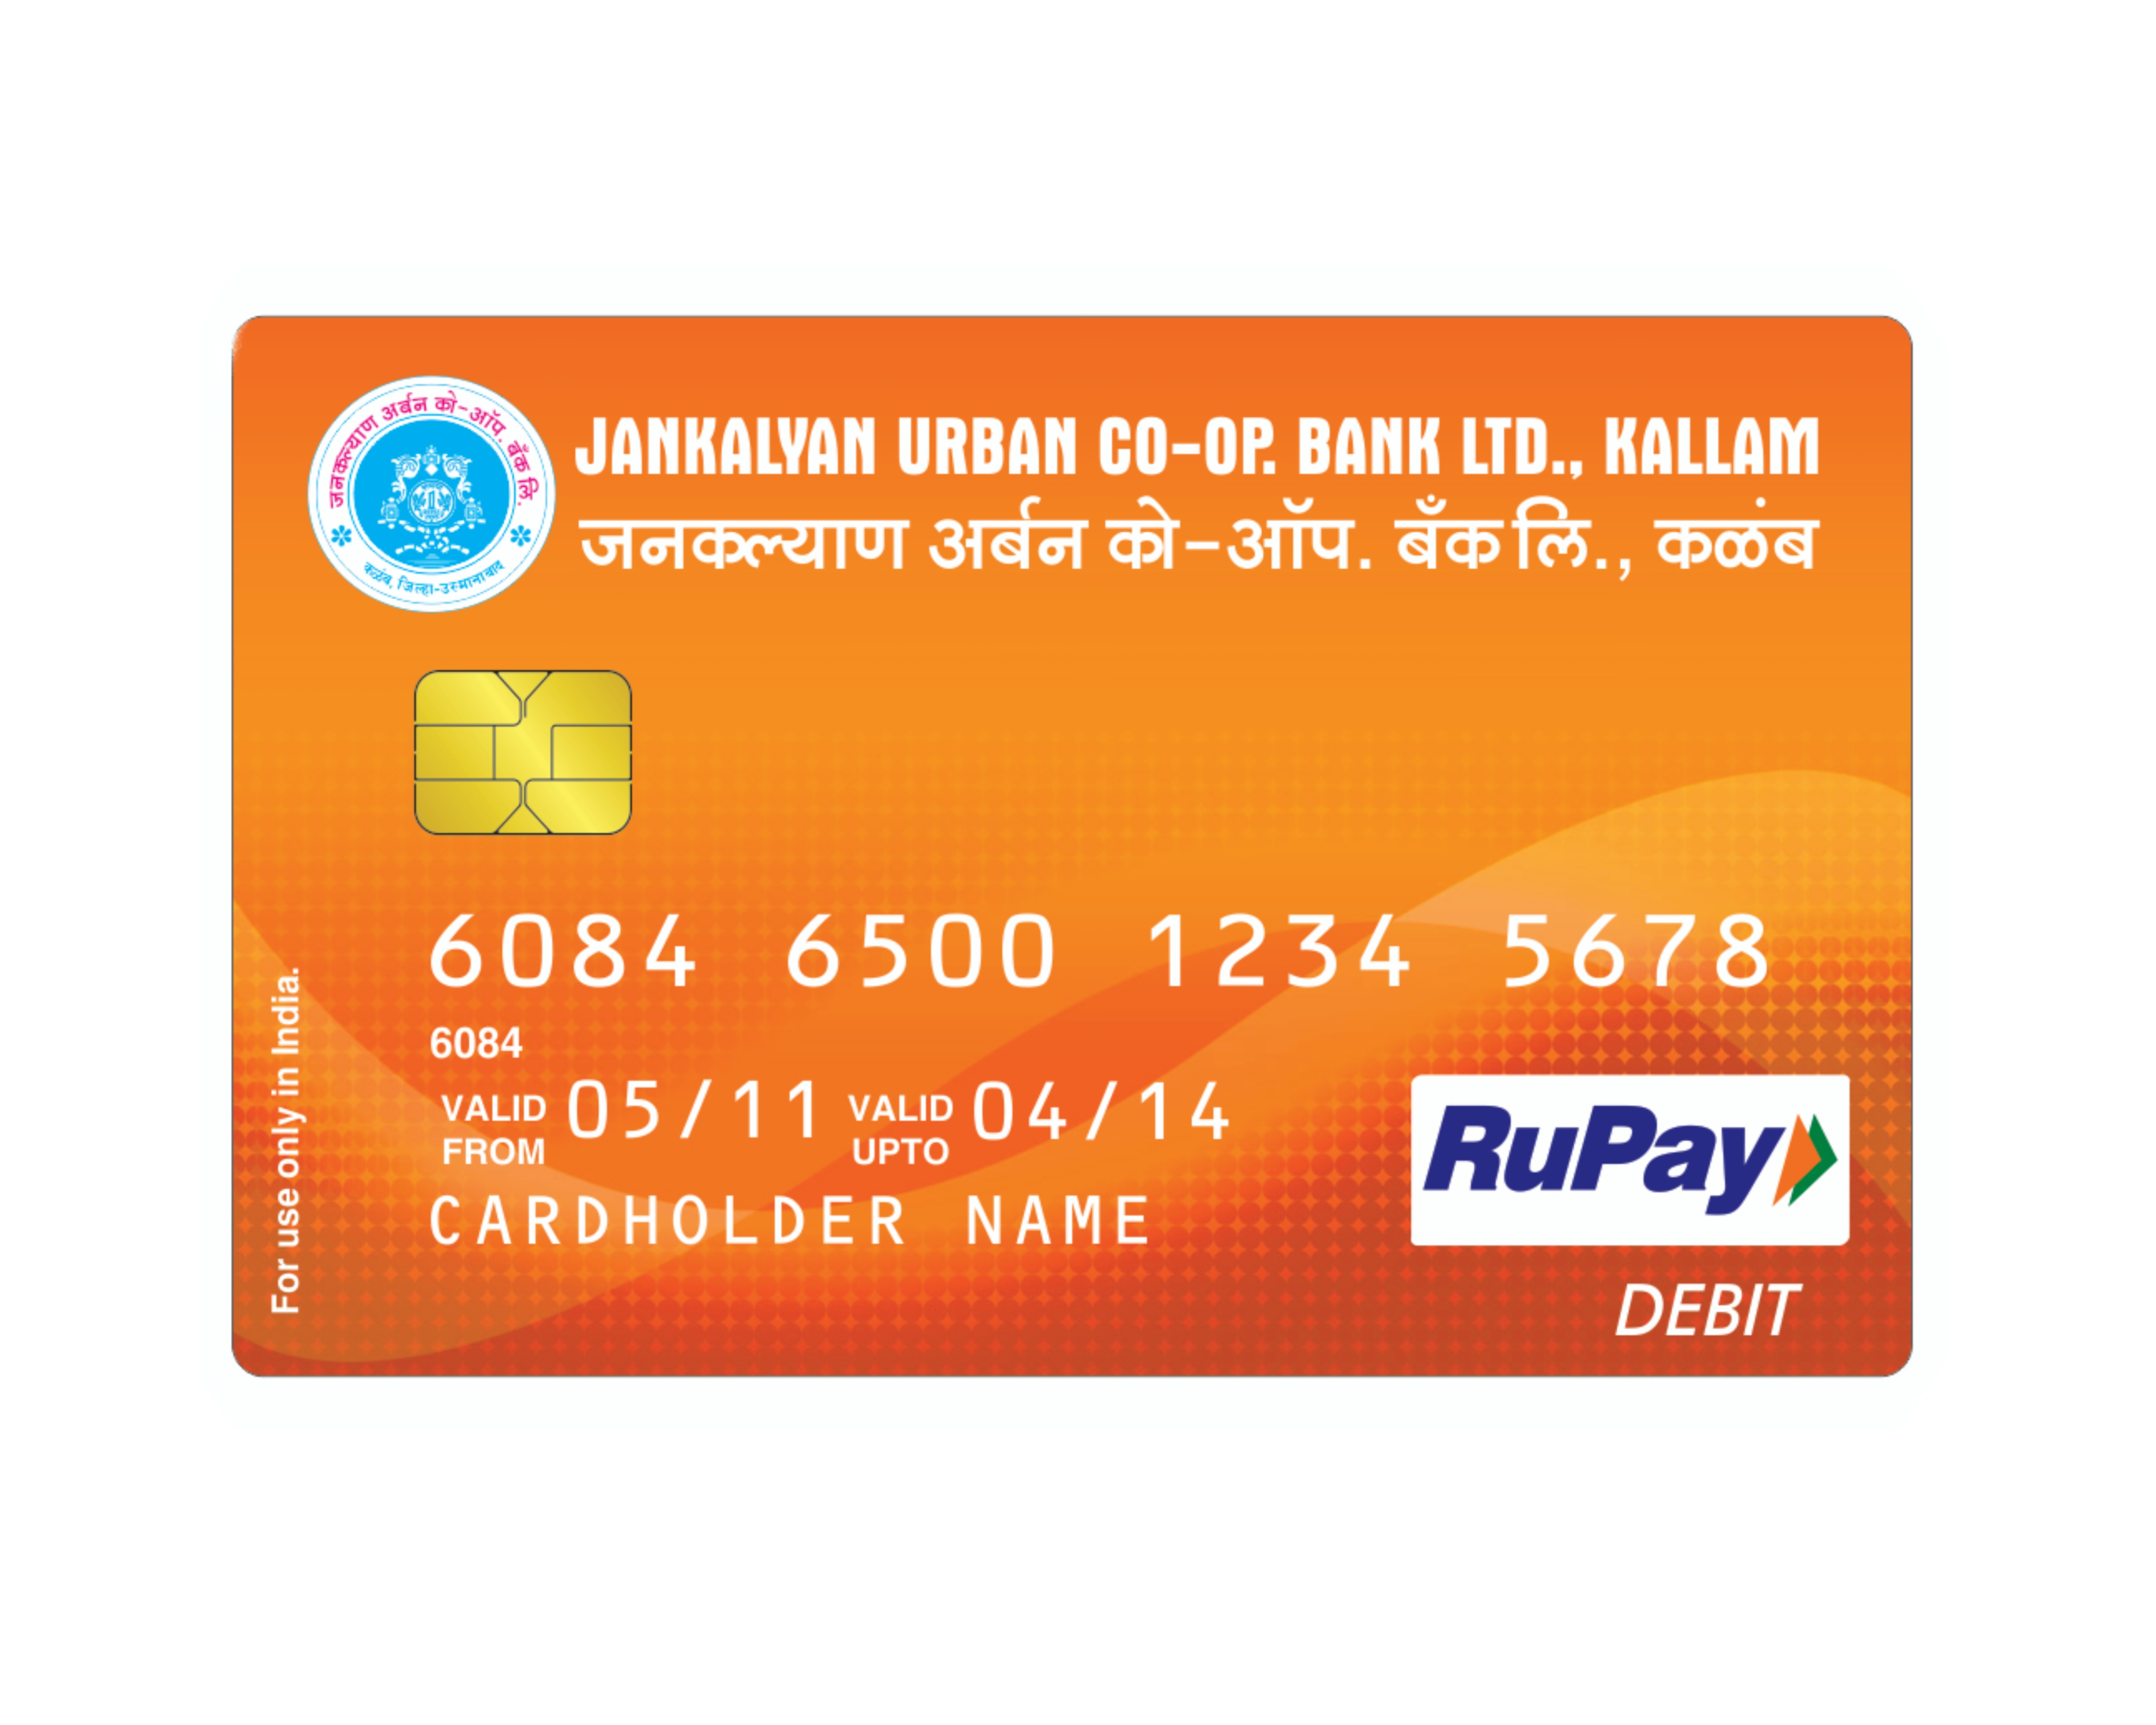 जनकल्याण अर्बन को-ऑप. बँक लि.
कळंब, जिल्हा-उस्मानाबाद
JANKALYAN URBAN CO-OP. BANK LTD., KALLAM
जनकल्याण अर्बन को-ऑप. बँक लि., कळंब
6084 6500 1234 5678
6084
VALID FROM 05/11 VALID UPTO 04/14
CARDHOLDER NAME
For use only in India.
RuPay
DEBIT